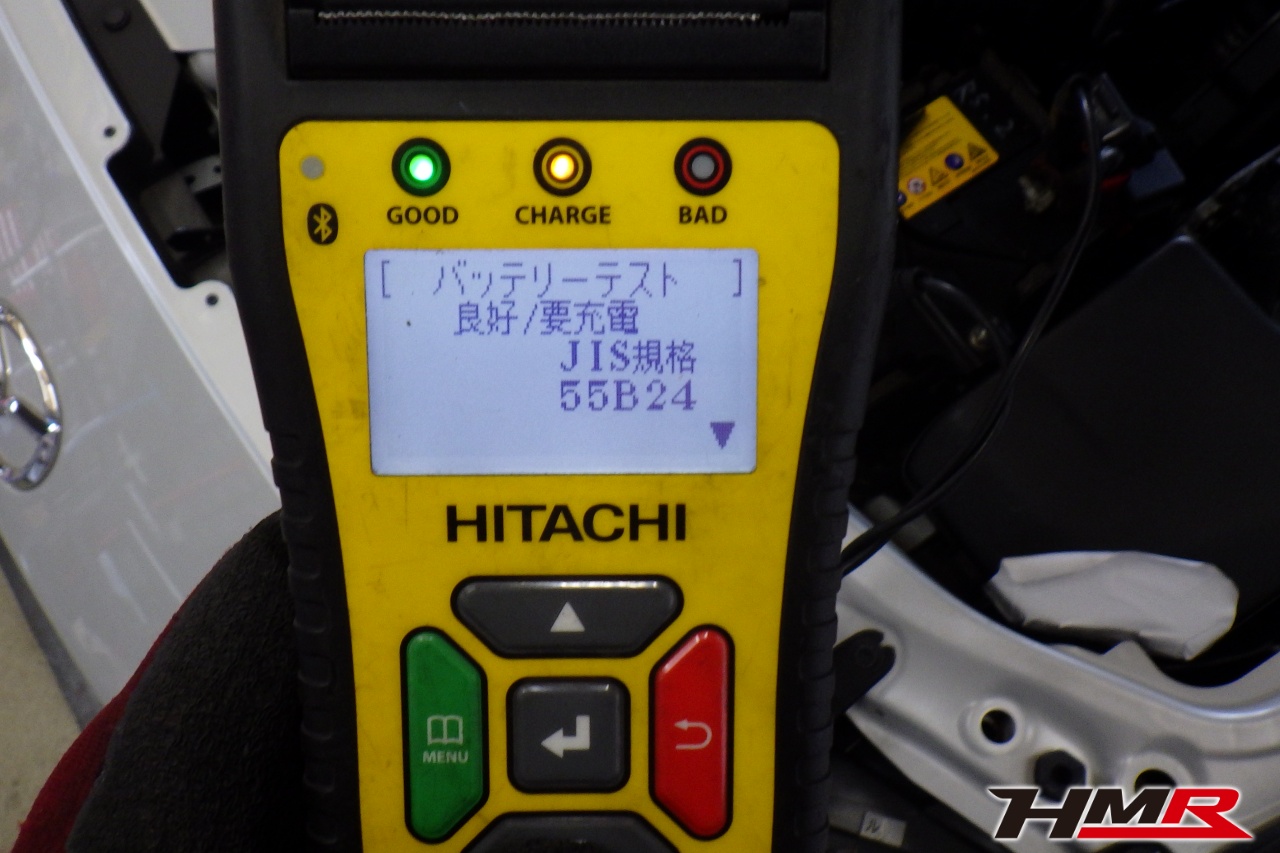 GOOD CHARGE BAD
[ バッテリーテスト ]
良好/要充電
JIS規格
55B24
HITACHI
MENU
HMR